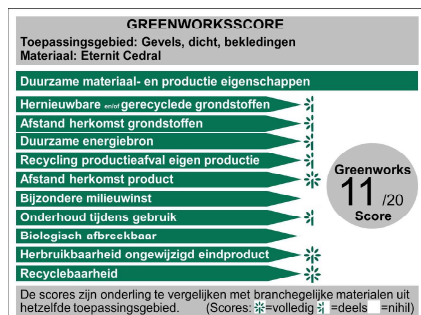 GREENWORKSSCORE
Toepassingsgebied: Gevels, dicht, bekledingen
Materiaal: Eternit Cedral
Duurzame materiaal- en productie eigenschappen
Hernieuwbare en/of gerecyclede grondstoffen
Afstand herkomst grondstoffen
Duurzame energiebron
Recycling productieafval eigen productie
Afstand herkomst product
Bijzondere milieuwinst
Onderhoud tijdens gebruik
Biologisch afbreekbaar
Herbruikbaarheid ongewijzigd eindproduct
Recyclebaarheid
Greenworks
11 /20
Score
De scores zijn onderling te vergelijken met branchegelijke materialen uit
hetzelfde toepassingsgebied. (Scores: =volledig =deels =nihil)